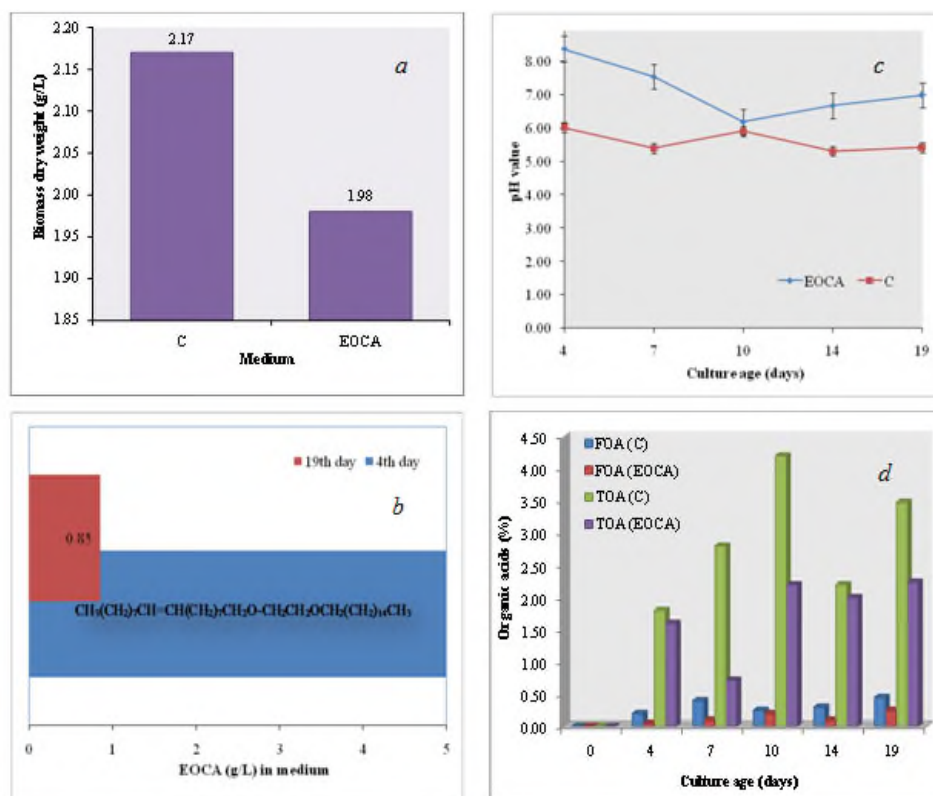 2.20
2.15
2.10
2.05
2.00
1.95
1.90
1.85
Biomass dry weight (g/L)
2.17
1.98
a
C
EOCA
Medium
8.00
7.00
6.00
5.00
4.00
3.00
2.00
1.00
0.00
pH value
c
EOCA
C
4 7 10 14 19
Culture age (days)
19th day
4th day
b
0.85
CH₃(CH₂)₇CH=CH(CH₂)₇CH₂O-CH₂CH₂OCH₂(CH₂)₁₄CH₃
0 1 2 3 4 5
EOCA (g/L) in medium
4.50
4.00
3.50
3.00
2.50
2.00
1.50
1.00
0.50
0.00
Organic acids (%)
FOA (C)
FOA (EOCA)
TOA (C)
TOA (EOCA)
d
0 4 7 10 14 19
Culture age (days)